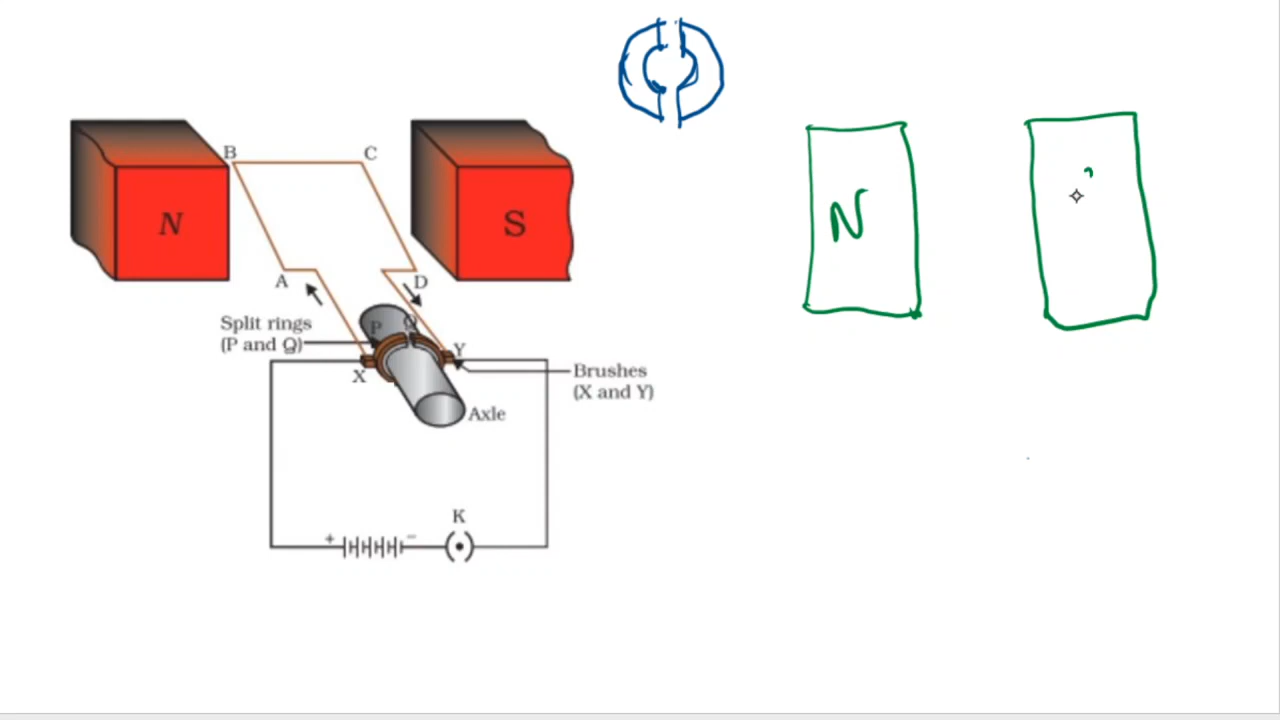 B
C
N
S
A
D
Split rings
(P and Q)
P
Q
X
Y
Brushes
(X and Y)
Axle
K
+
−
N